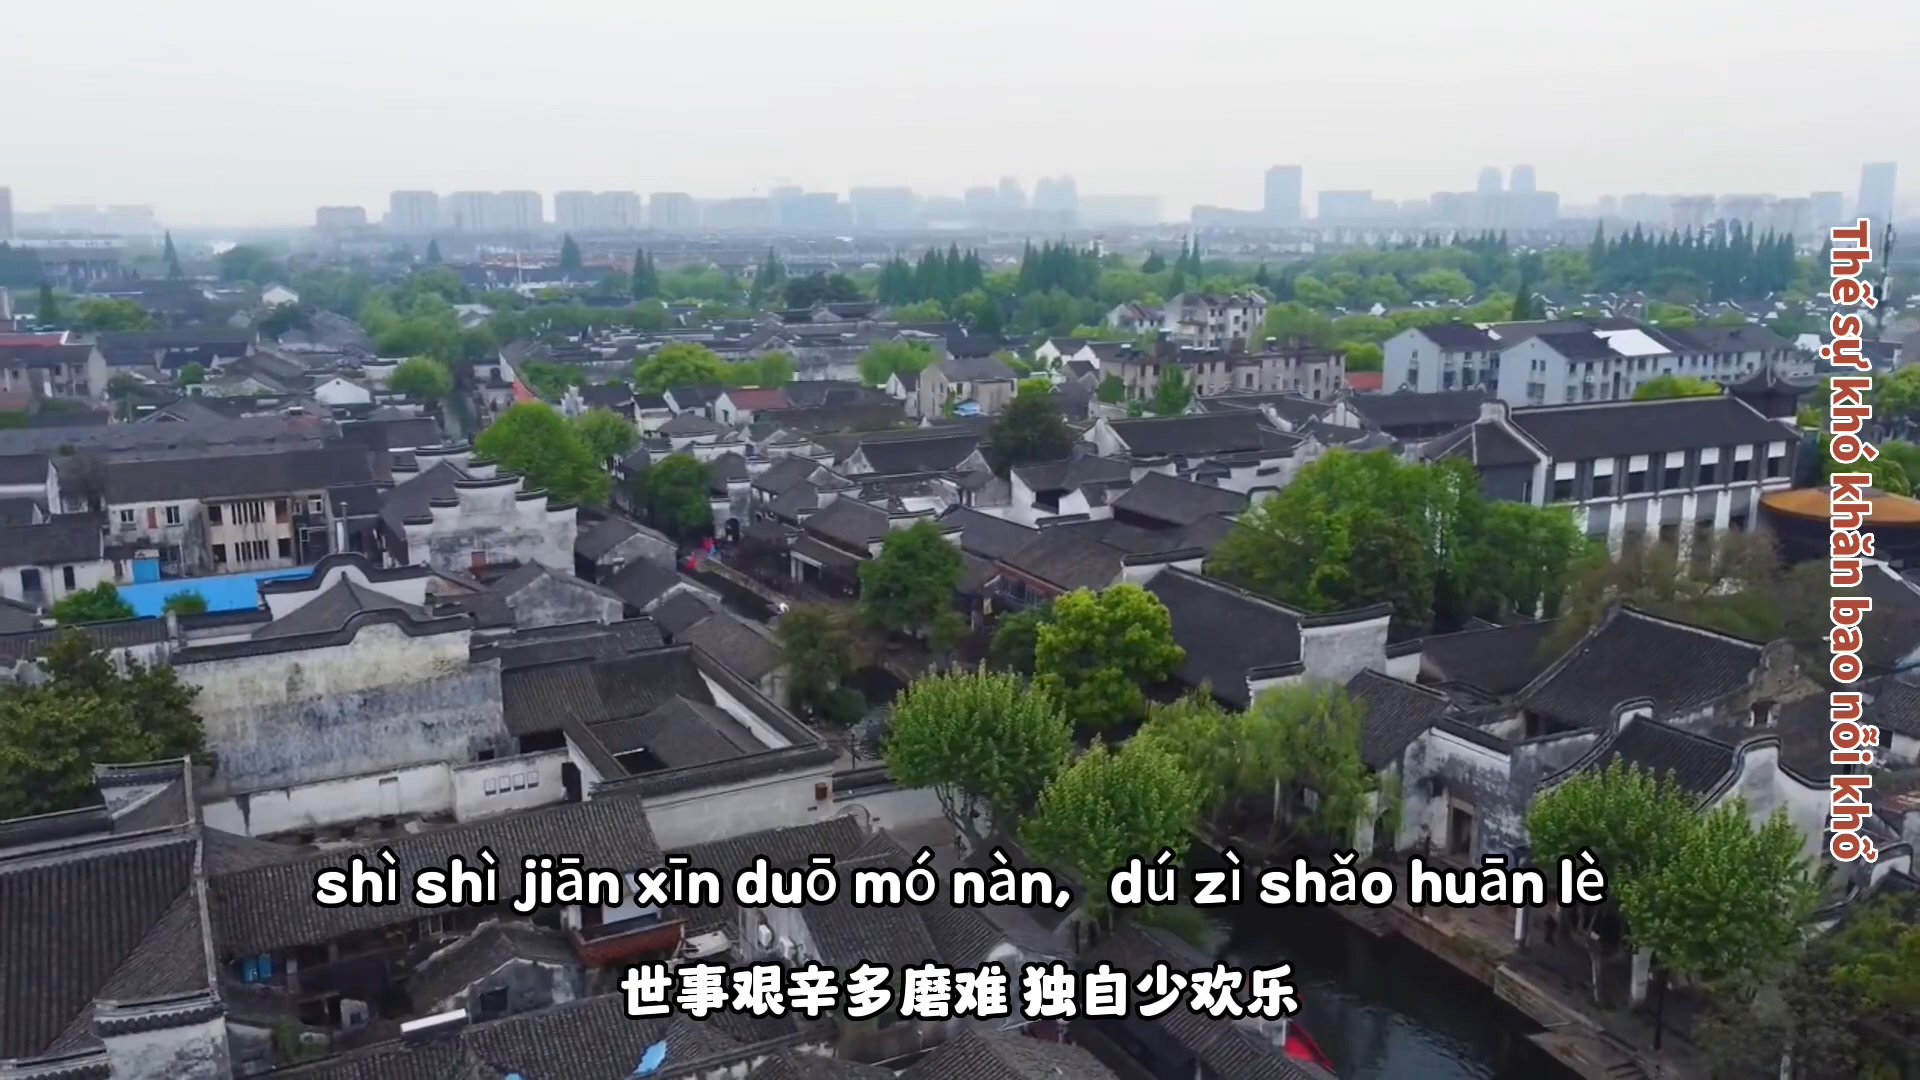 Thế sự khó khăn bao nỗi khổ
shì shì jiān xīn duō mó nàn, dú zì shǎo huān lè
世事艰辛多磨难 独自少欢乐